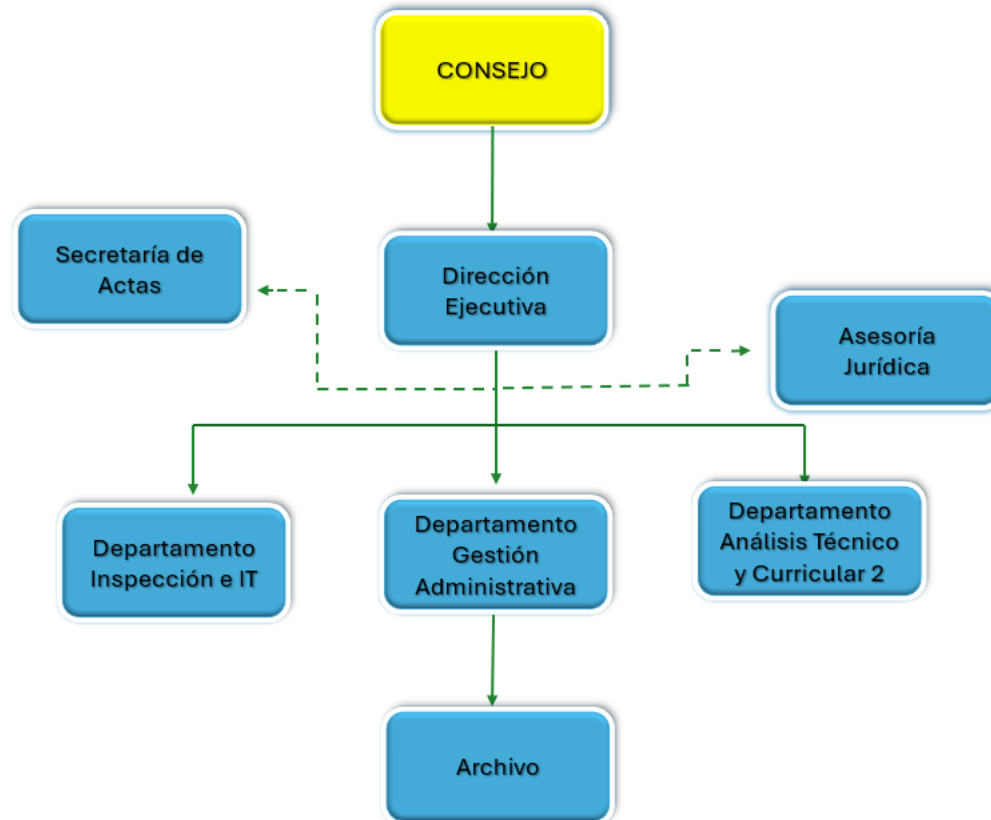 CONSEJO
Secretaría de
Actas
Dirección
Ejecutiva
Asesoría
Jurídica
Departamento
Inspección e IT
Departamento
Gestión
Administrativa
Departamento
Análisis Técnico
y Curricular 2
Archivo